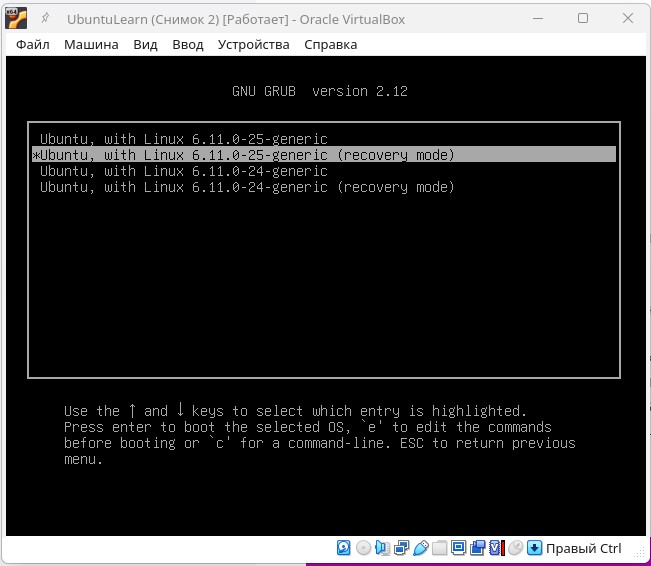 UbuntuLearn (Снимок 2) [Работает] - Oracle VirtualBox
Файл Машина Вид Ввод Устройства Справка
GNU GRUB version 2.12
Ubuntu, with Linux 6.11.0-25-generic
*Ubuntu, with Linux 6.11.0-25-generic (recovery mode)
Ubuntu, with Linux 6.11.0-24-generic
Ubuntu, with Linux 6.11.0-24-generic (recovery mode)
Use the ↑ and ↓ keys to select which entry is highlighted.
Press enter to boot the selected OS, `e' to edit the commands
before booting or `c' for a command-line. ESC to return previous
menu.
Правый Ctrl